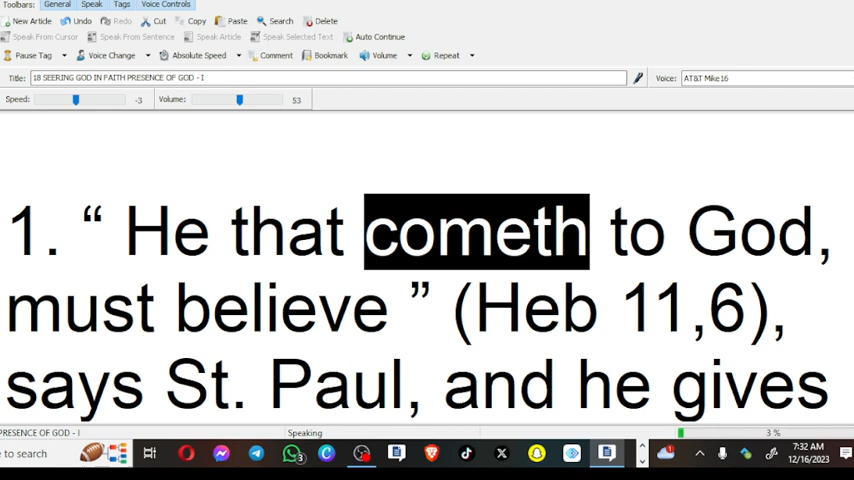 Toolbars: General Speak Tags Voice Controls
New Article Undo Redo Cut Copy Paste Search Delete
Speak From Cursor Speak From Sentence Speak Article Speak Selected Text Auto Continue
Pause Tag Voice Change Absolute Speed Comment Bookmark Volume Repeat
Title: 18 SEERING GOD IN FAITH PRESENCE OF GOD - I Voice: AT&T Mike16
Speed: -3 Volume: 53
1. “ He that cometh to God,
must believe ” (Heb 11,6),
says St. Paul, and he gives
PRESENCE OF GOD - I Speaking 3 %
e to search 3 1 7:32 AM
12/16/2023